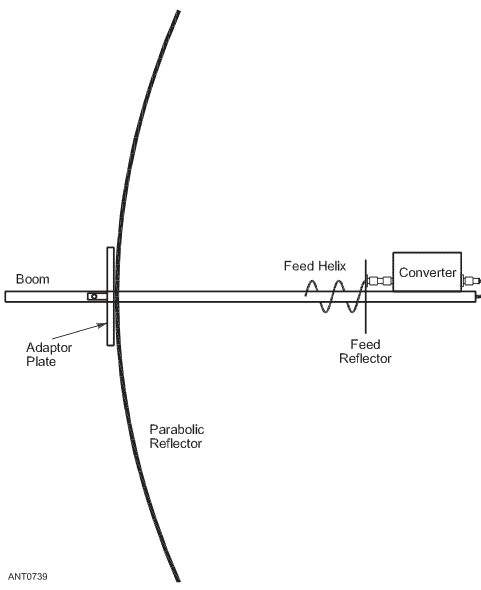 Boom
Feed Helix
Converter
Adaptor
Plate
Feed
Reflector
Parabolic
Reflector
ANT0739